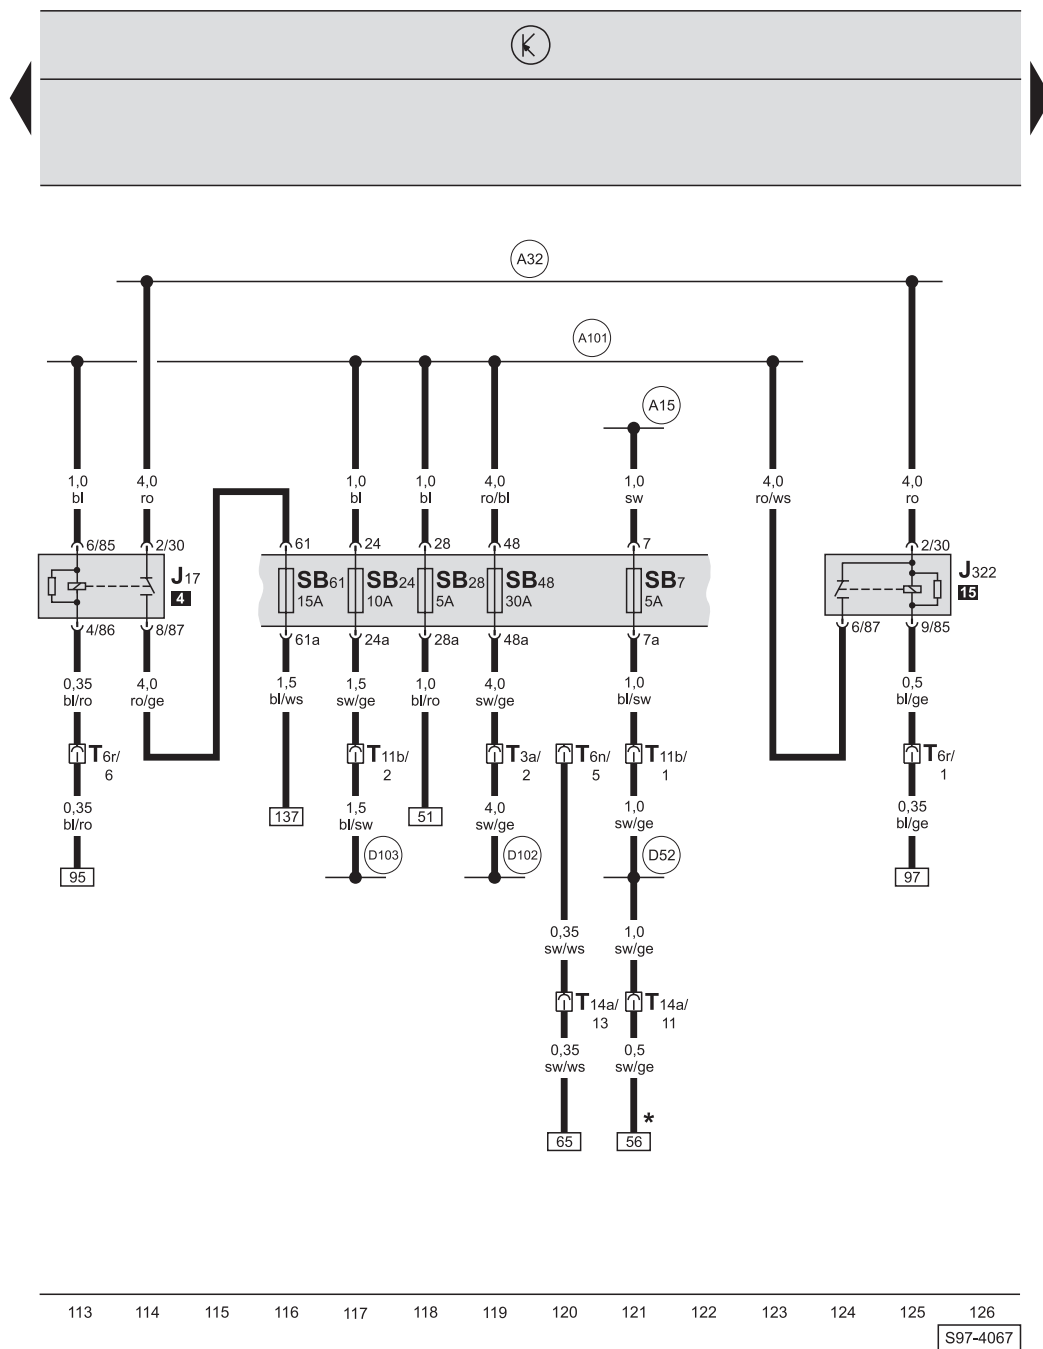 A32
A101
A15
1,0 4,0 1,0 1,0 4,0 1,0 4,0 4,0
bl ro bl bl ro/bl sw ro/ws ro
6/85 2/30 61 24 28 48 7 2/30
J17 SB61 SB24 SB28 SB48 SB7 J322
4 15A 10A 5A 30A 5A 15
4/86 8/87 61a 24a 28a 48a 7a 6/87 9/85
0,35 4,0 1,5 1,5 1,0 4,0 1,0 0,5
bl/ro ro/ge bl/ws sw/ge bl/ro sw/ge bl/sw bl/ge
T6r/ T11b/ T3a/ T6n/ T11b/ T6r/
6 2 2 5 1 1
0,35 1,5 4,0 1,0 0,35
bl/ro 137 bl/sw 51 sw/ge sw/ge bl/ge
D103 D102 D52
95 97
0,35 1,0
sw/ws sw/ge
T14a/ T14a/
13 11
0,35 0,5
sw/ws sw/ge
*
65 56
113 114 115 116 117 118 119 120 121 122 123 124 125 126
S97-4067